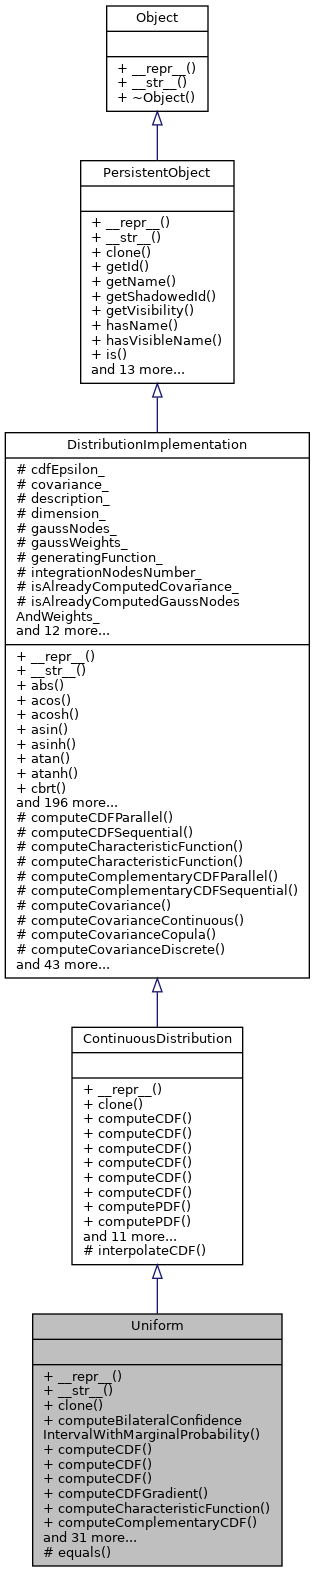 Object
+ __repr__()
+ __str__()
+ ~Object()
PersistentObject
+ __repr__()
+ __str__()
+ clone()
+ getId()
+ getName()
+ getShadowedId()
+ getVisibility()
+ hasName()
+ hasVisibleName()
+ is()
and 13 more...
DistributionImplementation
# cdfEpsilon_
# covariance_
# description_
# dimension_
# gaussNodes_
# gaussWeights_
# generatingFunction_
# integrationNodesNumber_
# isAlreadyComputedCovariance_
# isAlreadyComputedGaussNodes
AndWeights_
and 12 more...
+ __repr__()
+ __str__()
+ abs()
+ acos()
+ acosh()
+ asin()
+ asinh()
+ atan()
+ atanh()
+ cbrt()
and 196 more...
# computeCDFParallel()
# computeCDFSequential()
# computeCharacteristicFunction()
# computeCharacteristicFunction()
# computeComplementaryCDFParallel()
# computeComplementaryCDFSequential()
# computeCovariance()
# computeCovarianceContinuous()
# computeCovarianceCopula()
# computeCovarianceDiscrete()
and 43 more...
ContinuousDistribution
+ __repr__()
+ clone()
+ computeCDF()
+ computeCDF()
+ computeCDF()
+ computeCDF()
+ computeCDF()
+ computeCDF()
+ computePDF()
+ computePDF()
and 11 more...
# interpolateCDF()
Uniform
+ __repr__()
+ __str__()
+ clone()
+ computeBilateralConfidence
IntervalWithMarginalProbability()
+ computeCDF()
+ computeCDF()
+ computeCDF()
+ computeCDFGradient()
+ computeCharacteristicFunction()
+ computeComplementaryCDF()
and 31 more...
# equals()